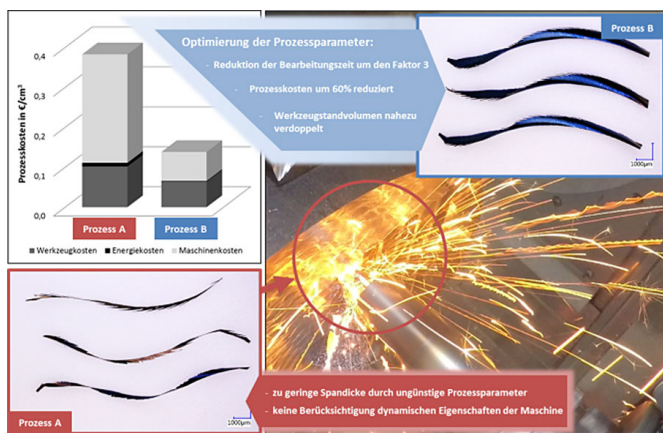 Prozesskosten in €/cm³
0,4
0,3
0,2
0,1
0,0
Prozess A
Prozess B
Werkzeugkosten
Energiekosten
Maschinenkosten
Optimierung der Prozessparameter:
- Reduktion der Bearbeitungszeit um den Faktor 3
- Prozesskosten um 60% reduziert
- Werkzeugstandvolumen nahezu
verdoppelt
Prozess B
1000µm
Prozess A
1000µm
- zu geringe Spandicke durch ungünstige Prozessparameter
- keine Berücksichtigung dynamischen Eigenschaften der Maschine